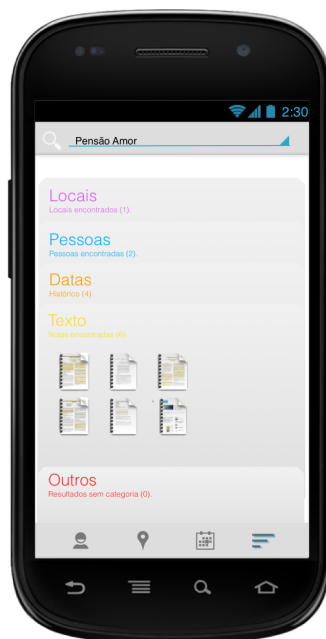 2:30
Pensão Amor
Locais
Locais encontrados (1).
Pessoas
Pessoas encontradas (2).
Datas
Histórico (4)
Texto
Notas encontradas (6).
Outros
Resultados sem categoria (0).